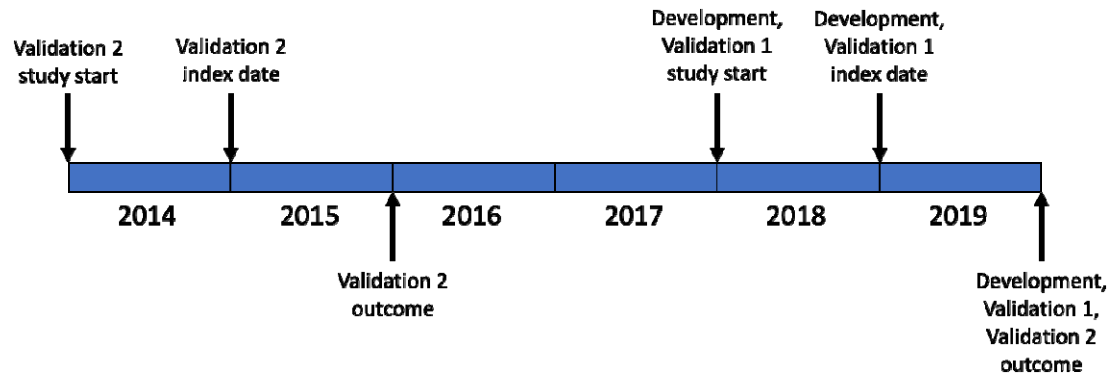 Validation 2
study start
Validation 2
index date
Development,
Validation 1
study start
Development,
Validation 1
index date
2014
2015
2016
2017
2018
2019
Validation 2
outcome
Development,
Validation 1,
Validation 2
outcome